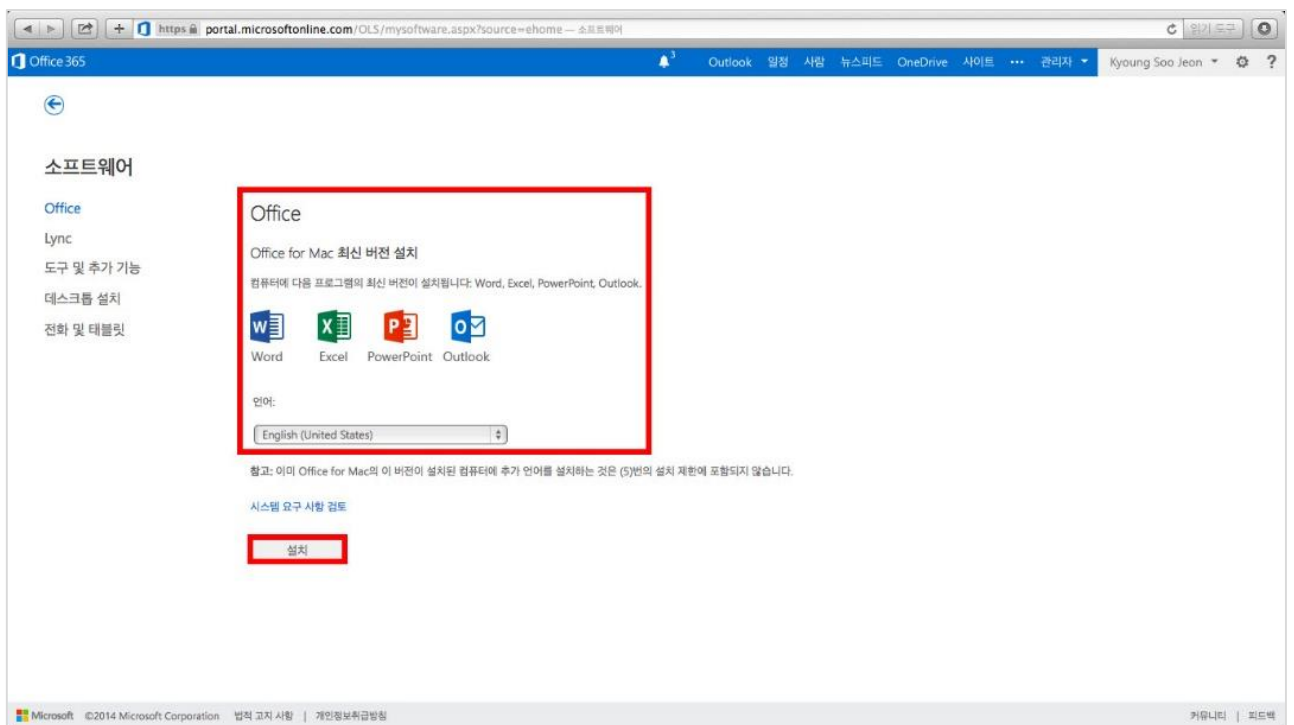 https portal.microsoftonline.com/OLS/mysoftware.aspx?source=ehome — 소프트웨어 읽기 도구
Office 365 3 Outlook 일정 사람 뉴스피드 OneDrive 사이트 ••• 관리자 Kyoung Soo Jeon ?
소프트웨어
Office
Lync
도구 및 추가 기능
데스크톱 설치
전화 및 태블릿
Office
Office for Mac 최신 버전 설치
컴퓨터에 다음 프로그램의 최신 버전이 설치됩니다: Word, Excel, PowerPoint, Outlook.
Word Excel PowerPoint Outlook
언어:
English (United States)
참고: 이미 Office for Mac의 이 버전이 설치된 컴퓨터에 추가 언어를 설치하는 것은 (5)번의 설치 제한에 포함되지 않습니다.
시스템 요구 사항 검토
설치
Microsoft ©2014 Microsoft Corporation 법적 고지 사항 | 개인정보취급방침 커뮤니티 | 피드백